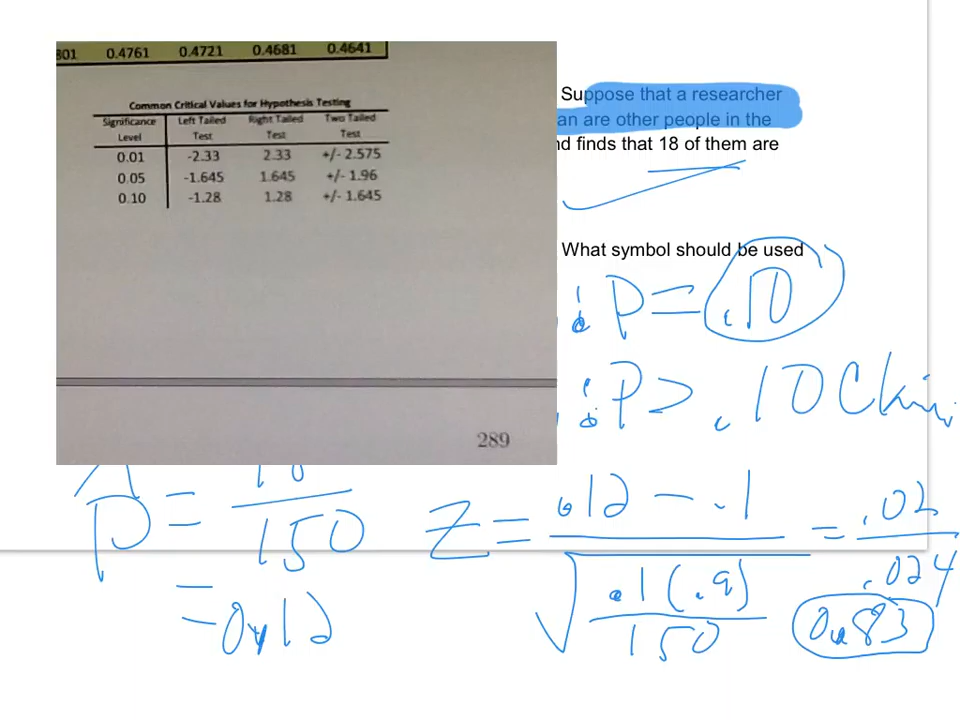 801 0.4761 0.4721 0.4681 0.4641
Common Critical Values for Hypothesis Testing
Significance Level Left Tailed Test Right Tailed Test Two Tailed Test
0.01 -2.33 2.33 +/- 2.575
0.05 -1.645 1.645 +/- 1.96
0.10 -1.28 1.28 +/- 1.645
289
Suppose that a researcher
an are other people in the
nd finds that 18 of them are
What symbol should be used
: P = .10
: P > .10 Claim
P = 18/150
= 0.12
Z = .12 - .1 / √ .1(.9) / 150 = .02 / .024
0.83